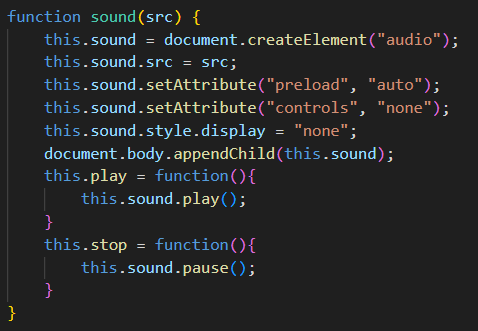 function sound(src) {
    this.sound = document.createElement("audio");
    this.sound.src = src;
    this.sound.setAttribute("preload", "auto");
    this.sound.setAttribute("controls", "none");
    this.sound.style.display = "none";
    document.body.appendChild(this.sound);
    this.play = function(){
        this.sound.play();
    }
    this.stop = function(){
        this.sound.pause();
    }
}